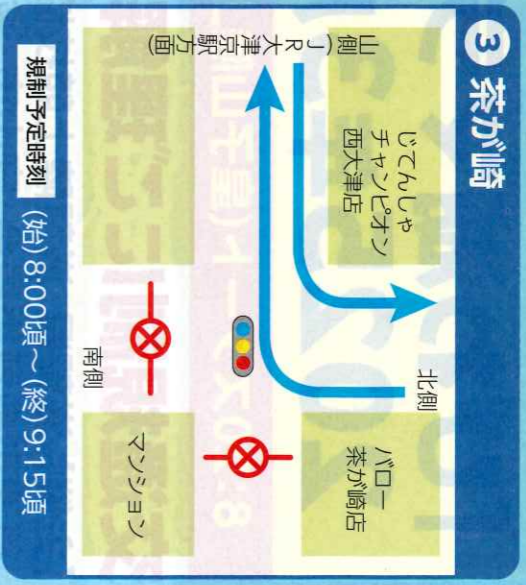 ③ 茶が崎
山側(JR大津京駅方面)
じてんしゃ
チャンピオン
西大津店
北側
南側
バロー
茶が崎店
マンション
規制予定時刻 (始)8:00頃～(終)9:15頃